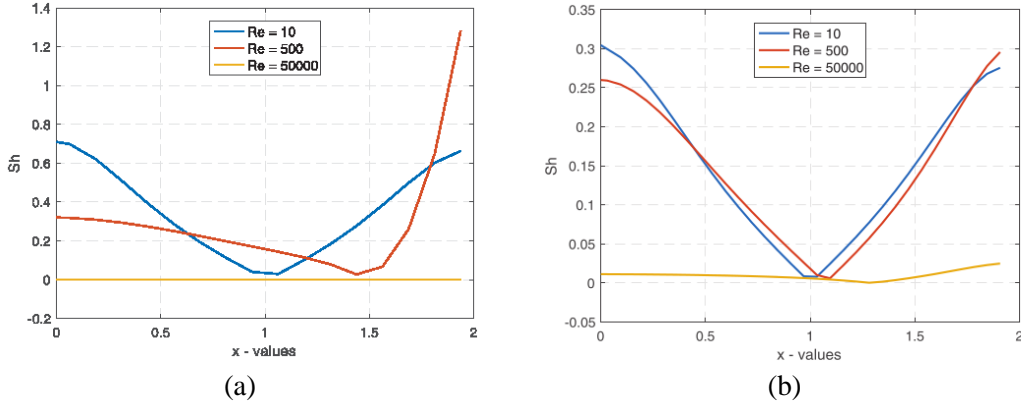 1.4
1.2
1
0.8
0.6
0.4
0.2
0
-0.2
Sh
Re = 10
Re = 500
Re = 50000
0
0.5
1
1.5
2
x - values
(a)
0.35
0.3
0.25
0.2
0.15
0.1
0.05
0
-0.05
Sh
Re = 10
Re = 500
Re = 50000
0
0.5
1
1.5
2
x - values
(b)